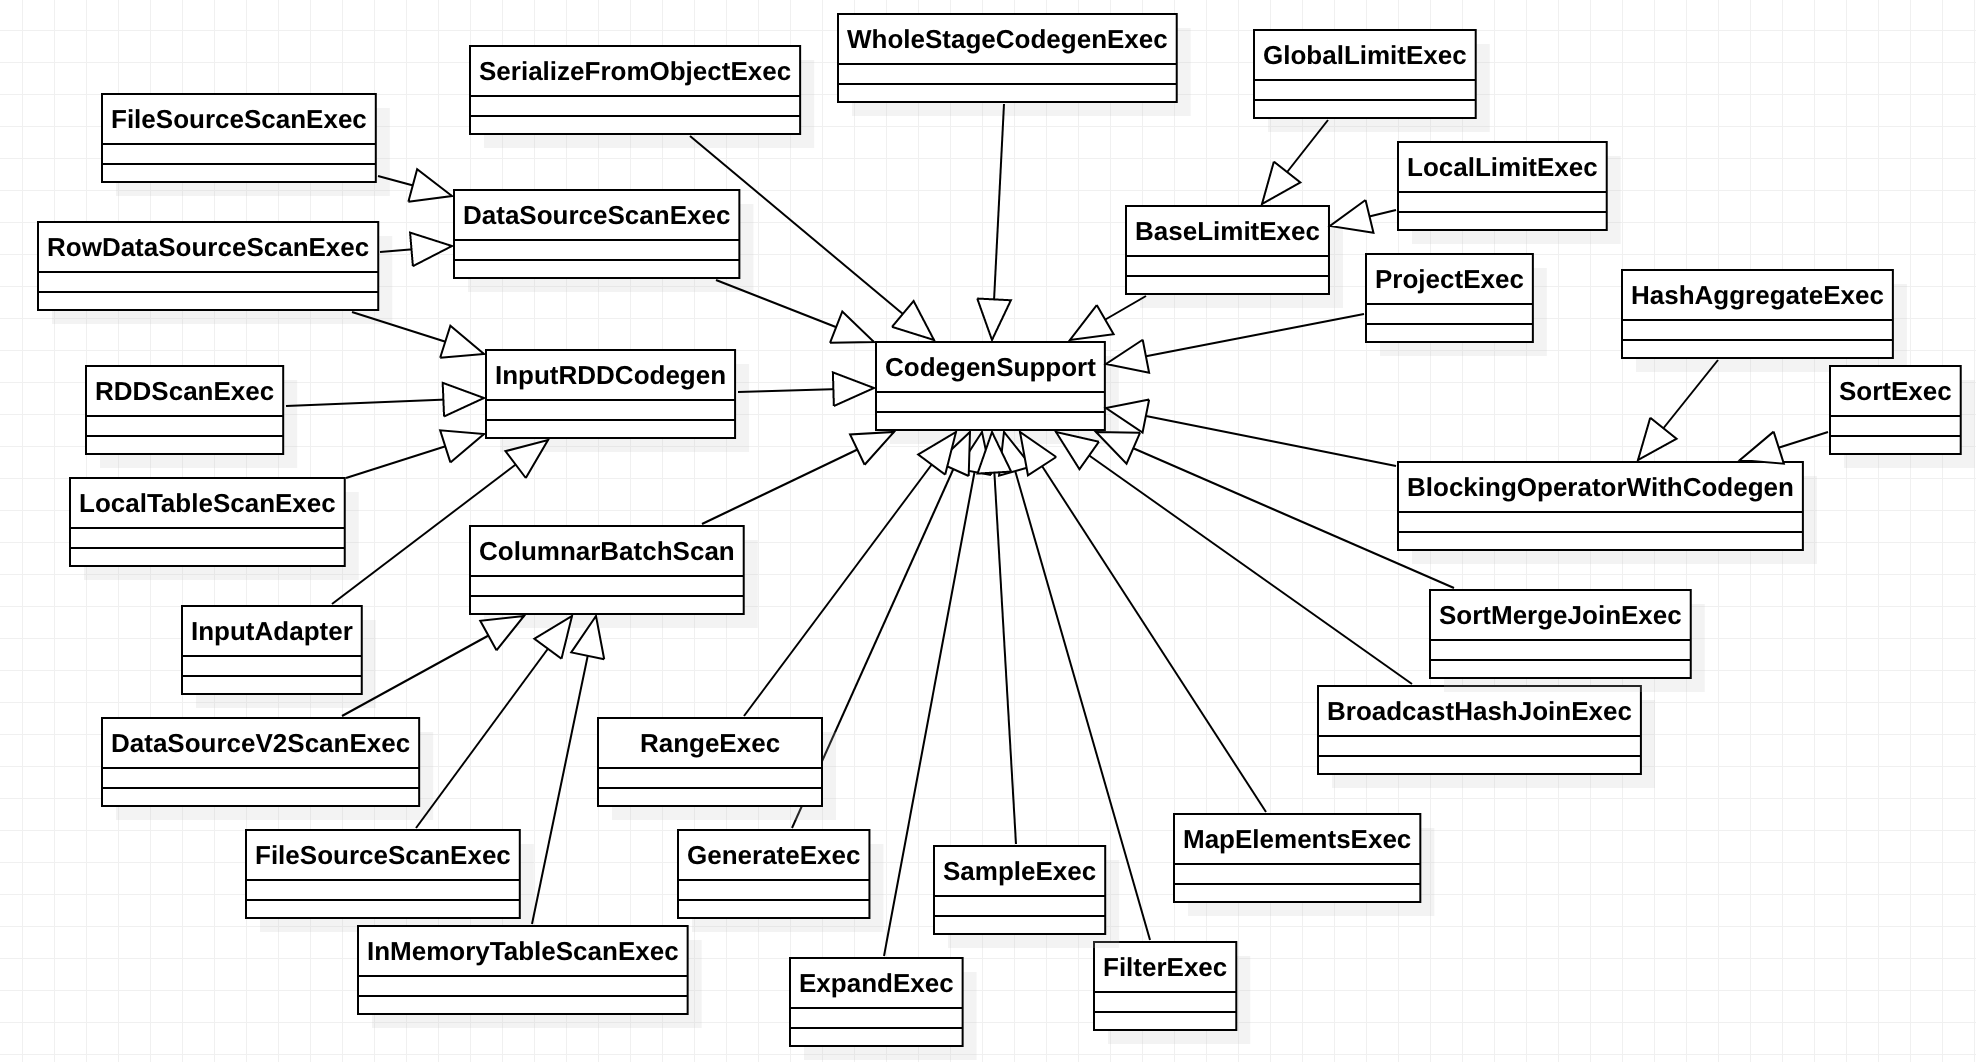 WholeStageCodegenExec
GlobalLimitExec
SerializeFromObjectExec
FileSourceScanExec
LocalLimitExec
DataSourceScanExec
BaseLimitExec
RowDataSourceScanExec
ProjectExec
HashAggregateExec
CodegenSupport
InputRDDCodegen
RDDScanExec
SortExec
BlockingOperatorWithCodegen
LocalTableScanExec
ColumnarBatchScan
SortMergeJoinExec
InputAdapter
BroadcastHashJoinExec
DataSourceV2ScanExec
RangeExec
MapElementsExec
FileSourceScanExec
GenerateExec
SampleExec
InMemoryTableScanExec
FilterExec
ExpandExec